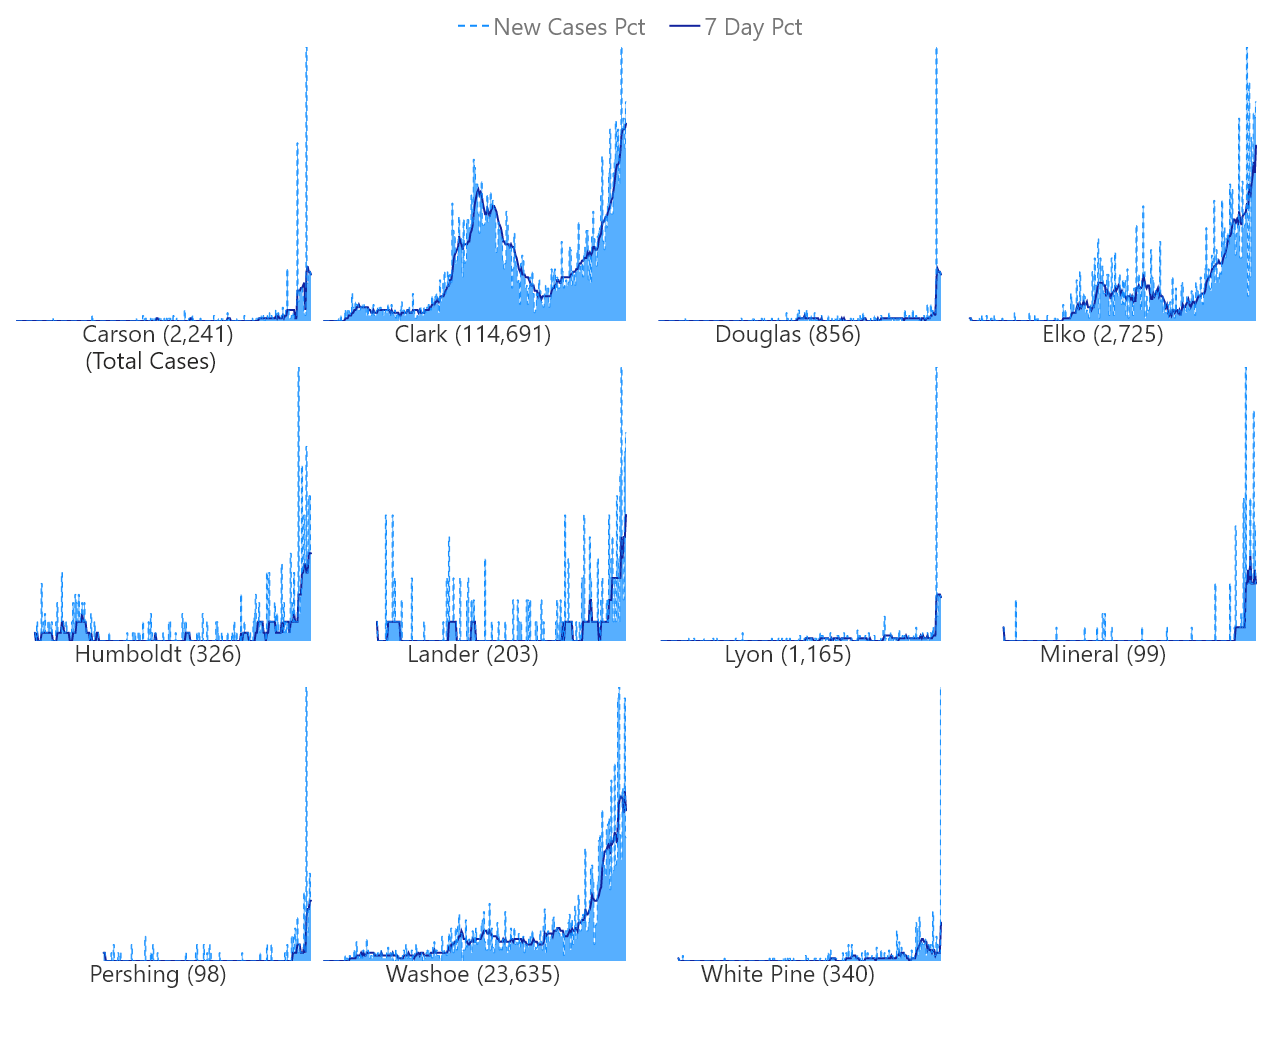 New Cases Pct 7 Day Pct
Carson (2,241) Clark (114,691) Douglas (856) Elko (2,725)
(Total Cases)
Humboldt (326) Lander (203) Lyon (1,165) Mineral (99)
Pershing (98) Washoe (23,635) White Pine (340)